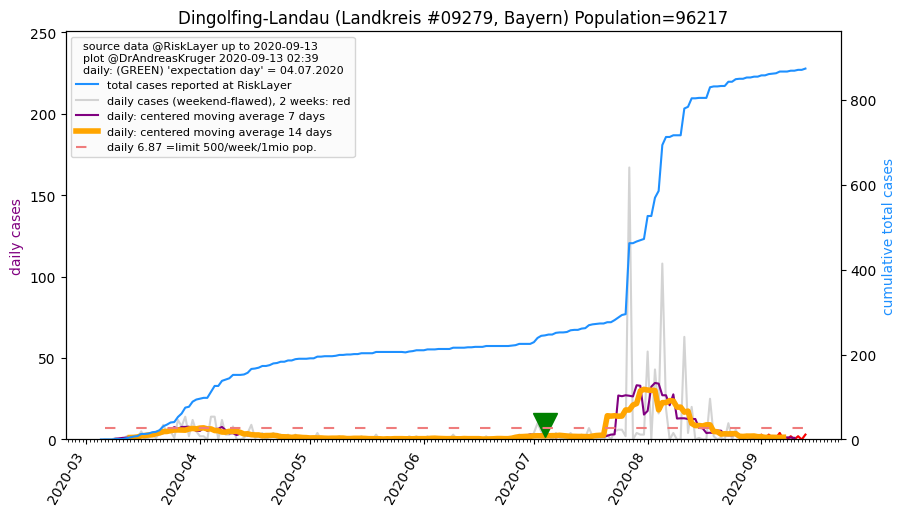 Dingolfing-Landau (Landkreis #09279, Bayern) Population=96217
source data @RiskLayer up to 2020-09-13
plot @DrAndreasKruger 2020-09-13 02:39
daily: (GREEN) 'expectation day' = 04.07.2020
total cases reported at RiskLayer
daily cases (weekend-flawed), 2 weeks: red
daily: centered moving average 7 days
daily: centered moving average 14 days
daily 6.87 =limit 500/week/1mio pop.
250
200
150
100
50
0
daily cases
800
600
400
200
0
cumulative total cases
2020-03
2020-04
2020-05
2020-06
2020-07
2020-08
2020-09